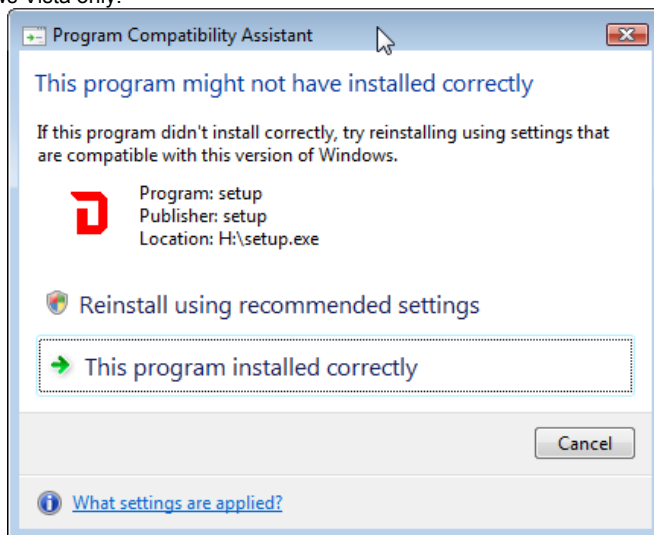 Vista only.
Program Compatibility Assistant
This program might not have installed correctly
If this program didn't install correctly, try reinstalling using settings that
are compatible with this version of Windows.
Program: setup
Publisher: setup
Location: H:\setup.exe
Reinstall using recommended settings
This program installed correctly
Cancel
What settings are applied?